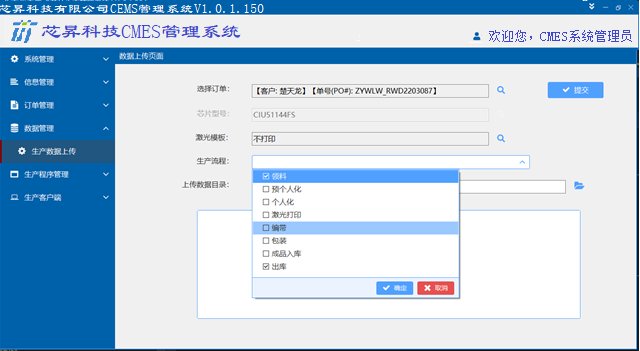 芯昇科技有限公司CEMS管理系统V1.0.1.150
芯昇科技CMES管理系统
欢迎您，CMES系统管理员
系统管理
信息管理
订单管理
数据管理
生产数据上传
生产程序管理
生产客户端
数据上传页面
选择订单：
【客户: 楚天龙】【单号(PO#): ZYWLW_RWD2203087】
提交
芯片型号：
CIU51144FS
激光模板：
不打印
生产流程：
上传数据目录：
领料
预个人化
个人化
激光打印
编带
包装
成品入库
出库
确定
取消